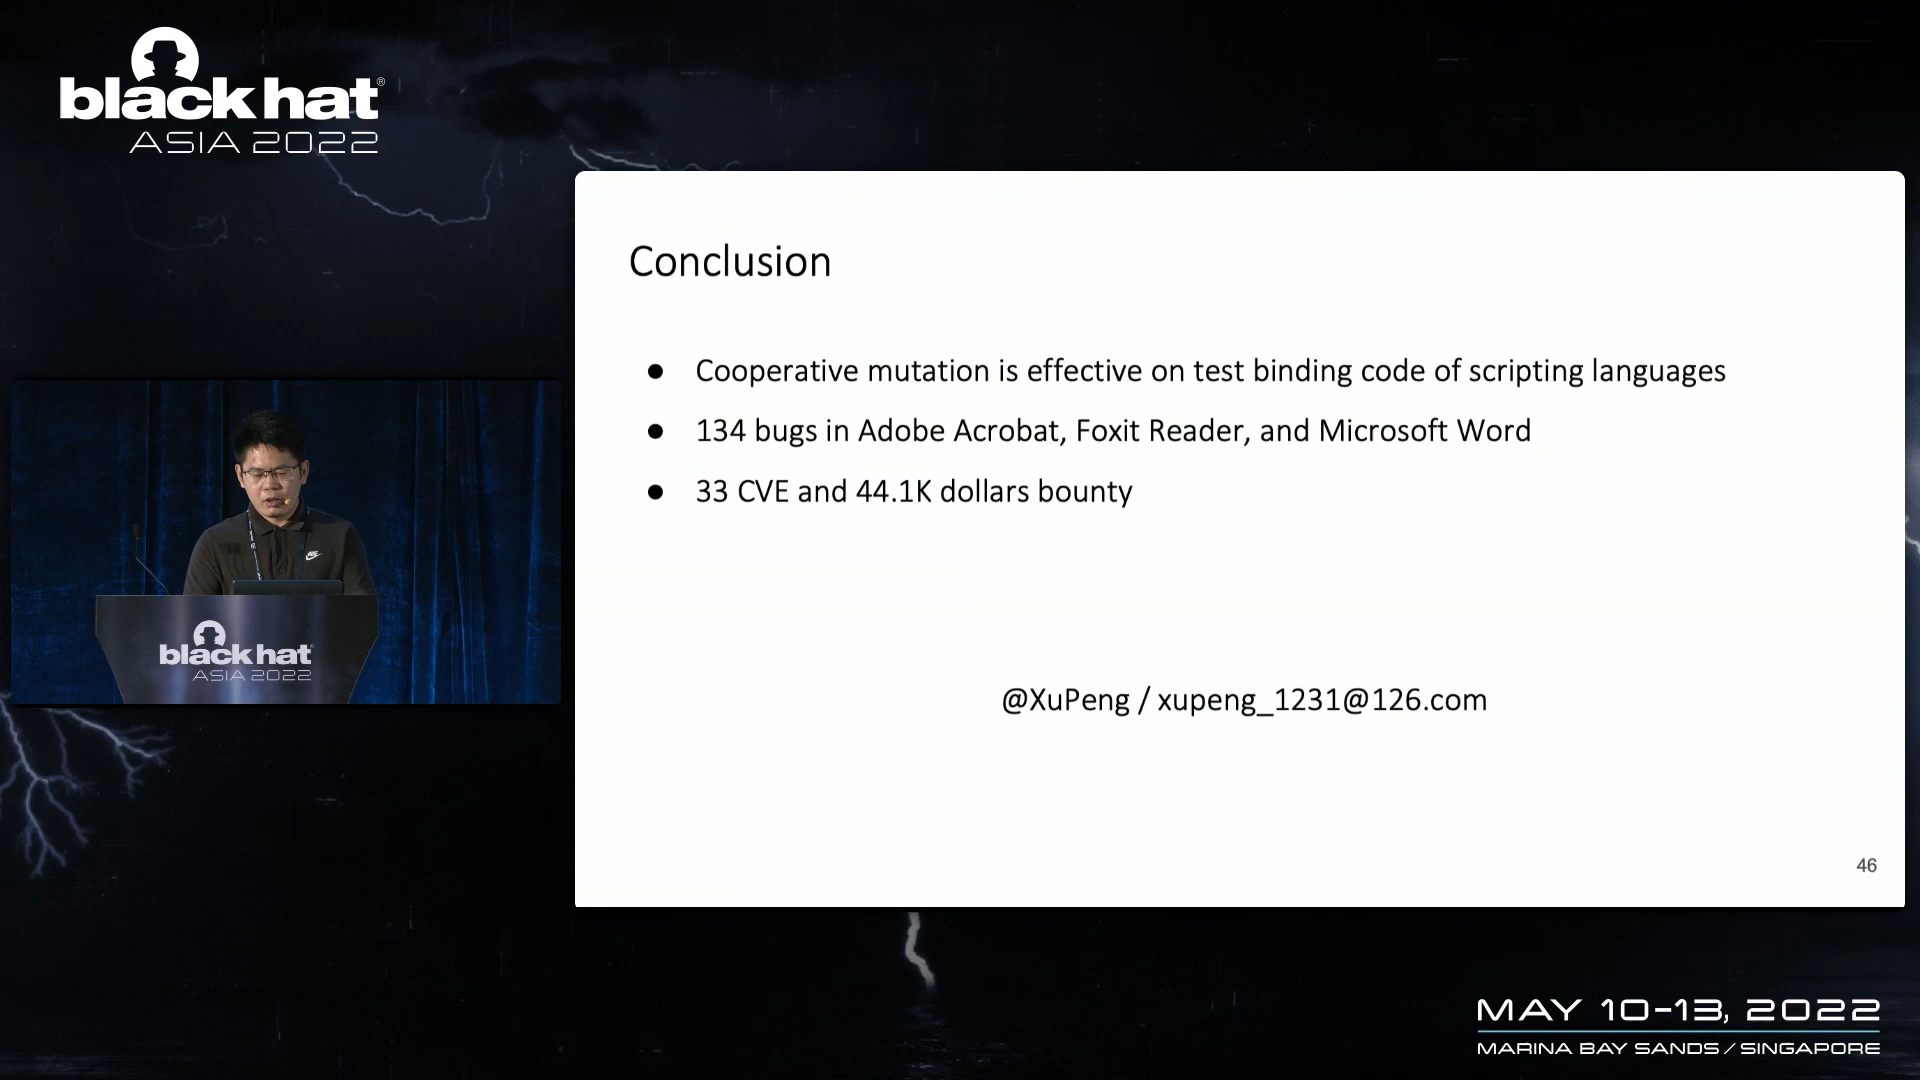 black hat®
ASIA 2022
Conclusion
● Cooperative mutation is effective on test binding code of scripting languages
● 134 bugs in Adobe Acrobat, Foxit Reader, and Microsoft Word
● 33 CVE and 44.1K dollars bounty
@XuPeng / xupeng_1231@126.com
46
black hat
ASIA 2022
MAY 10-13, 2022
MARINA BAY SANDS / SINGAPORE